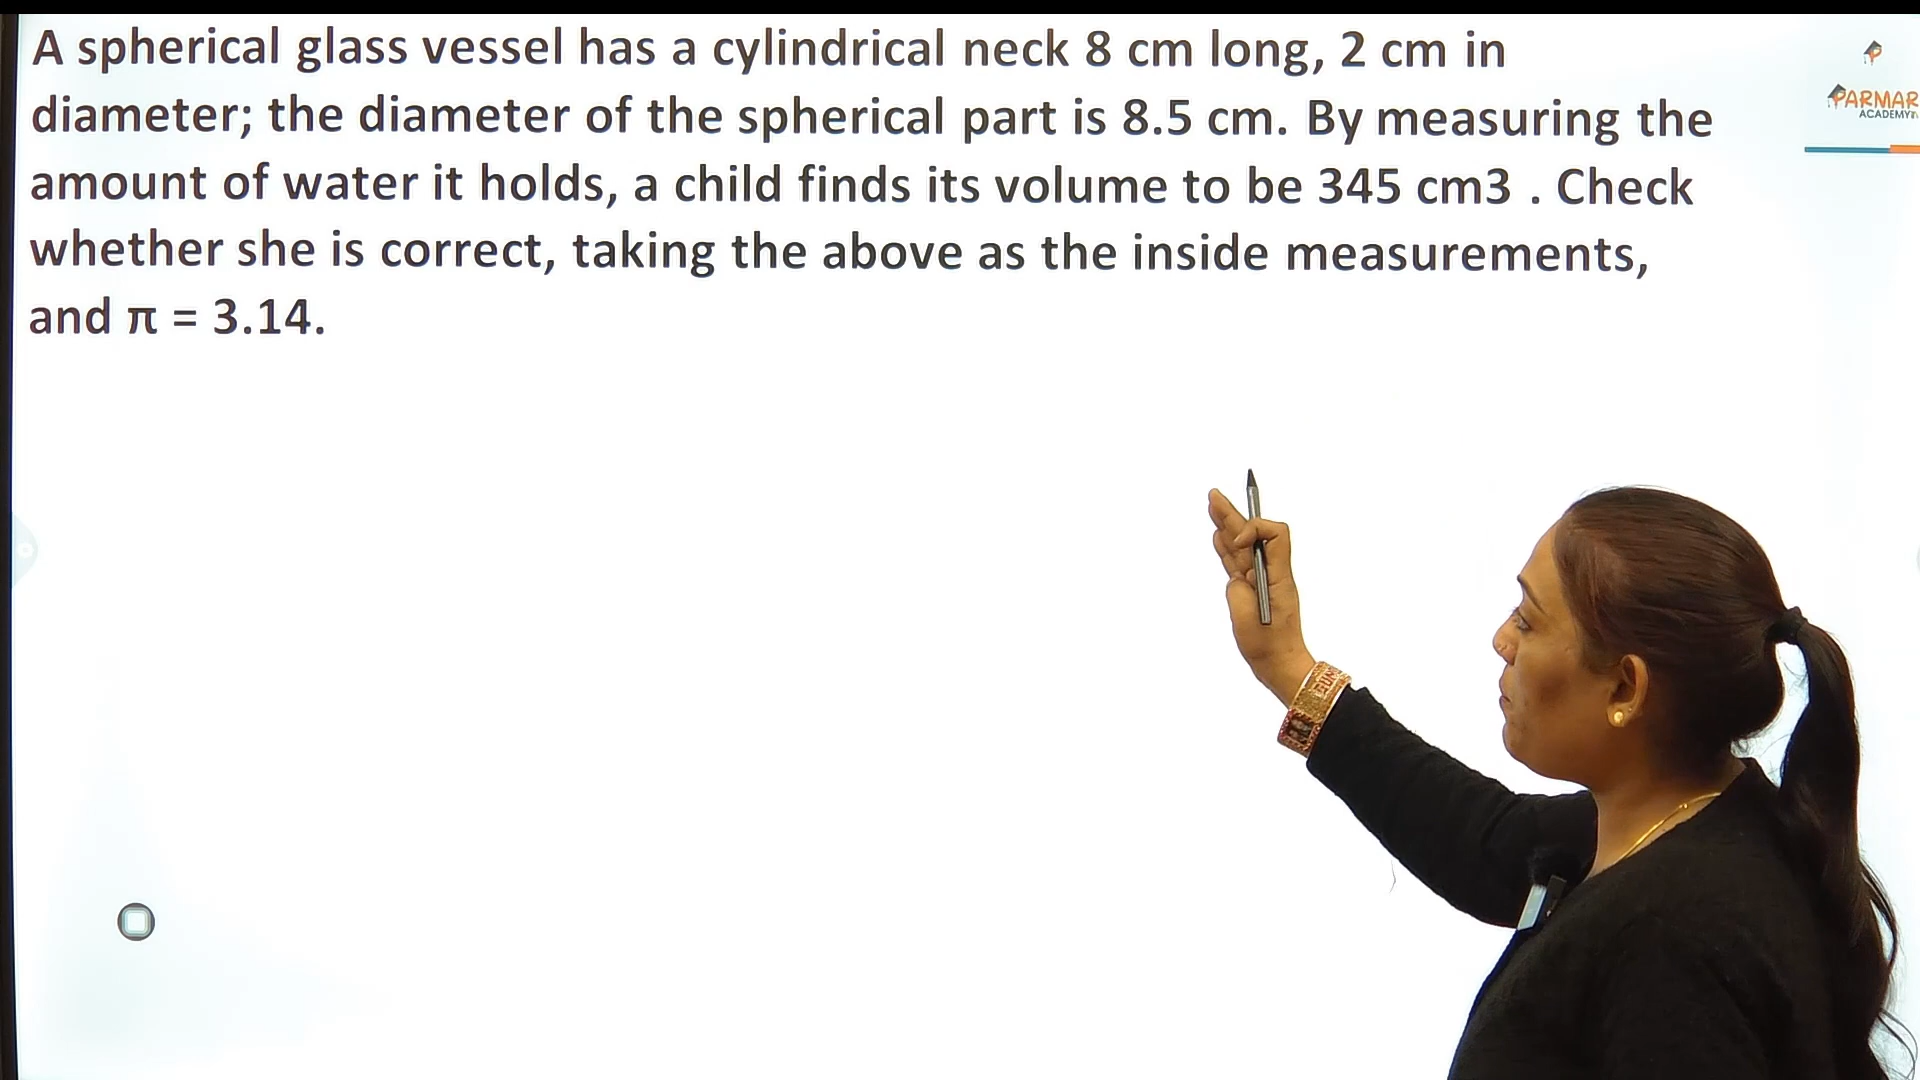 A spherical glass vessel has a cylindrical neck 8 cm long, 2 cm in
diameter; the diameter of the spherical part is 8.5 cm. By measuring the
amount of water it holds, a child finds its volume to be 345 cm3 . Check
whether she is correct, taking the above as the inside measurements,
and π = 3.14.
PARMAR
ACADEMY